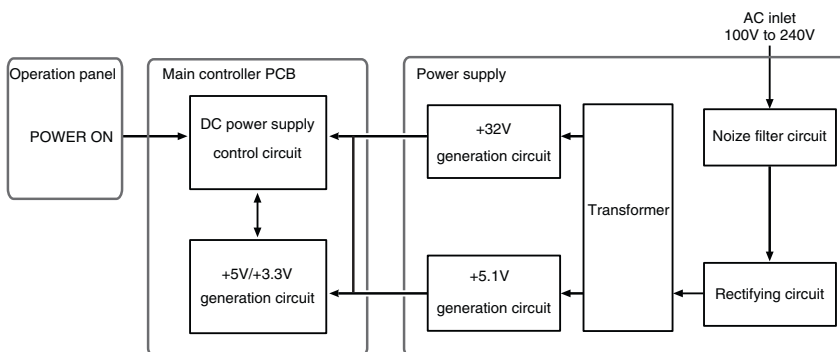 AC inlet
100V to 240V
Operation panel
POWER ON
Main controller PCB
DC power supply
control circuit
+5V/+3.3V
generation circuit
Power supply
+32V
generation circuit
+5.1V
generation circuit
Transformer
Noize filter circuit
Rectifying circuit